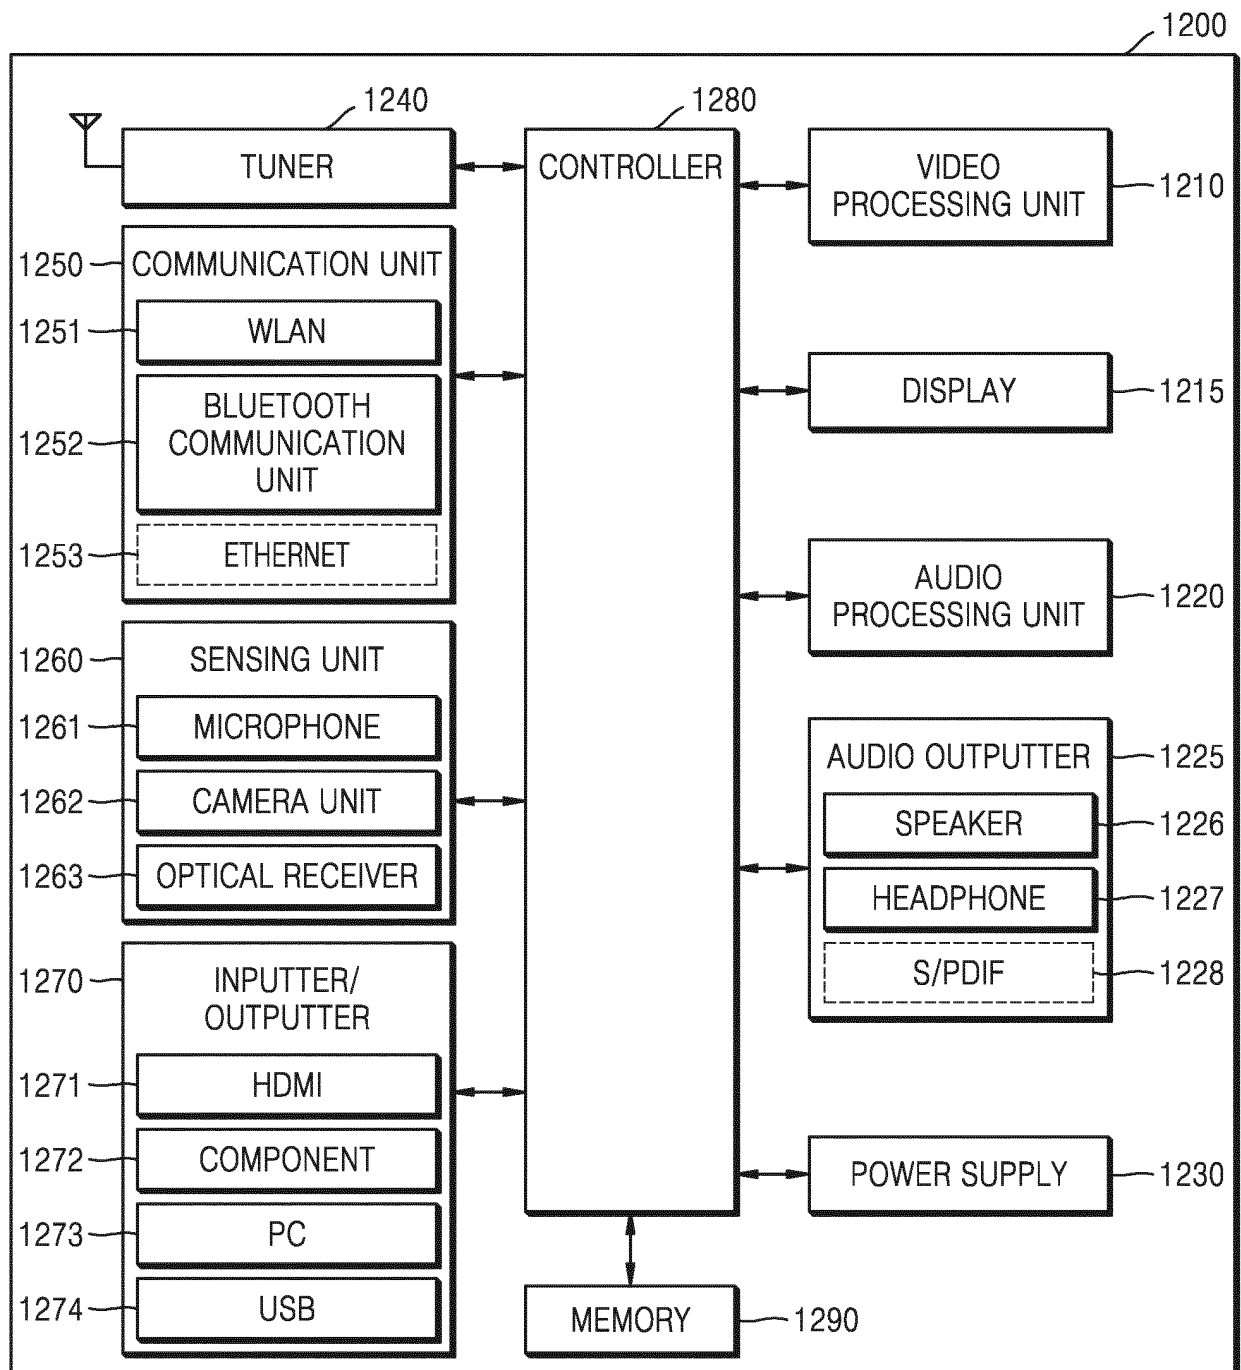 1200
1240
TUNER
1250
COMMUNICATION UNIT
1251
WLAN
1252
BLUETOOTH
COMMUNICATION
UNIT
1253
ETHERNET
1260
SENSING UNIT
1261
MICROPHONE
1262
CAMERA UNIT
1263
OPTICAL RECEIVER
1270
INPUTTER/
OUTPUTTER
1271
HDMI
1272
COMPONENT
1273
PC
1274
USB
1280
CONTROLLER
MEMORY
1290
VIDEO
PROCESSING UNIT
1210
DISPLAY
1215
AUDIO
PROCESSING UNIT
1220
AUDIO OUTPUTTER
1225
SPEAKER
1226
HEADPHONE
1227
S/PDIF
1228
POWER SUPPLY
1230